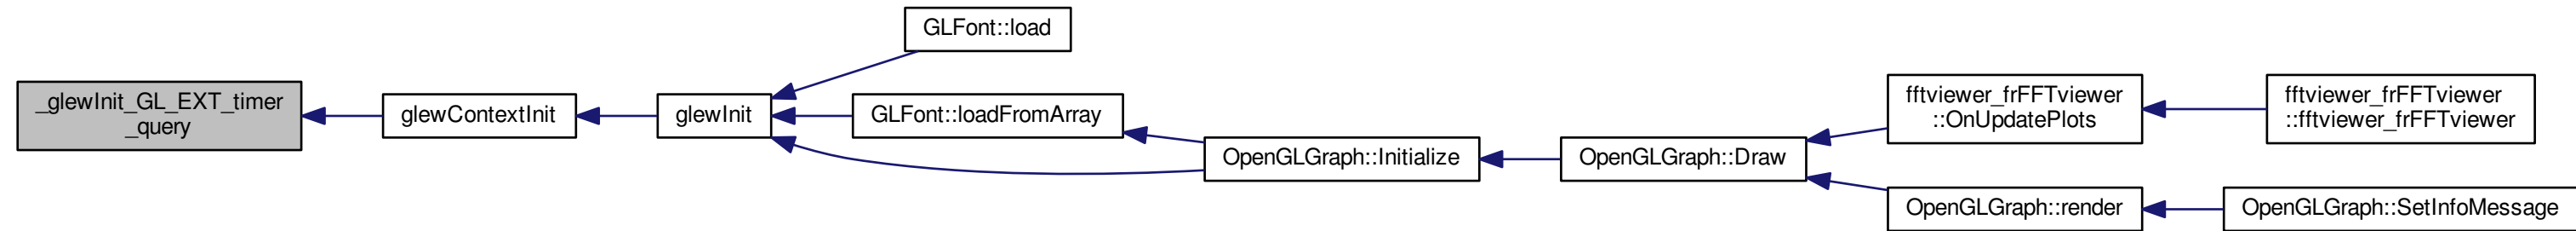 GLFont::load
_glewInit_GL_EXT_timer
_query
glewContextInit
glewInit
GLFont::loadFromArray
OpenGLGraph::Initialize
OpenGLGraph::Draw
fftviewer_frFFTviewer
::OnUpdatePlots
fftviewer_frFFTviewer
::fftviewer_frFFTviewer
OpenGLGraph::render
OpenGLGraph::SetInfoMessage